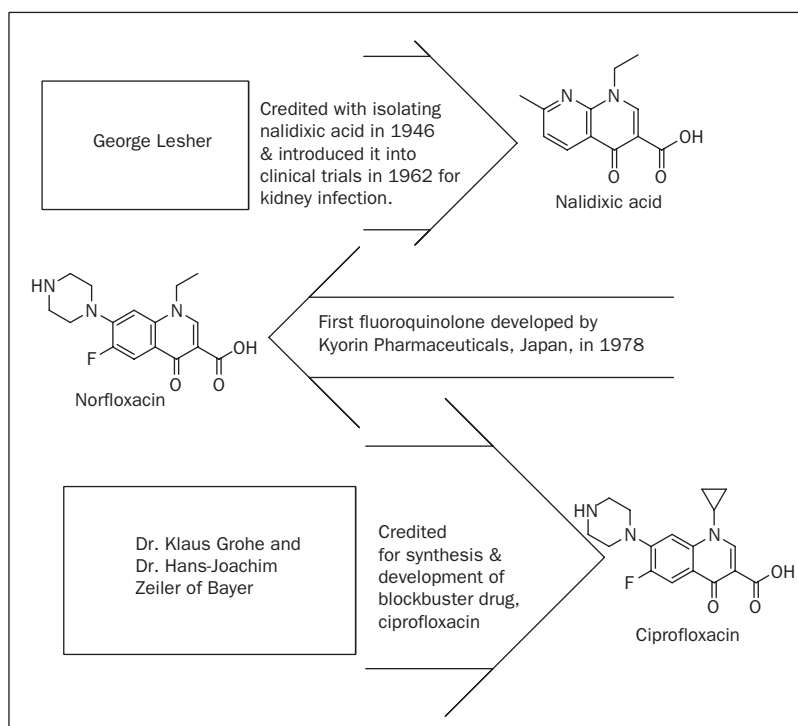 George Lesher
Credited with isolating
nalidixic acid in 1946
& introduced it into
clinical trials in 1962 for
kidney infection.
N
N
OH
O
O
Nalidixic acid
HN
N
N
F
OH
O
O
Norfloxacin
First fluoroquinolone developed by
Kyorin Pharmaceuticals, Japan, in 1978
Dr. Klaus Grohe and
Dr. Hans-Joachim
Zeiler of Bayer
Credited
for synthesis &
development of
blockbuster drug,
ciprofloxacin
HN
N
N
F
OH
O
O
Ciprofloxacin